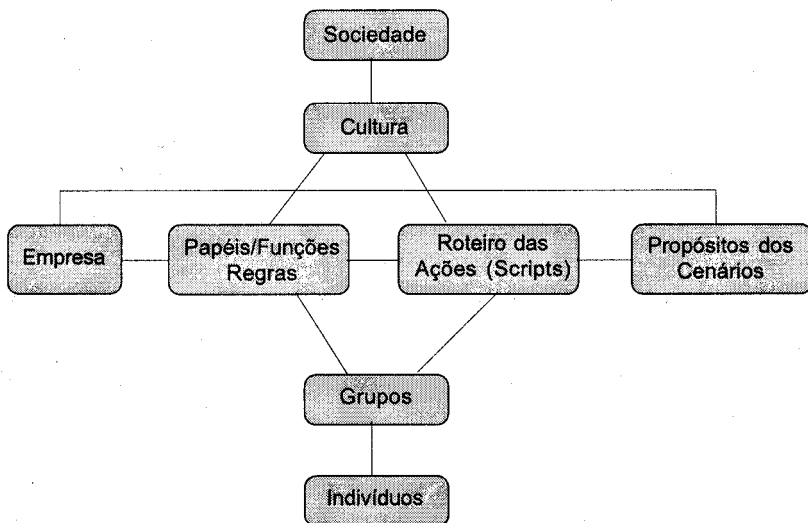 Sociedade
Cultura
Empresa
Papéis/Funções
Regras
Roteiro das
Ações (Scripts)
Propósitos dos
Cenários
Grupos
Indivíduos